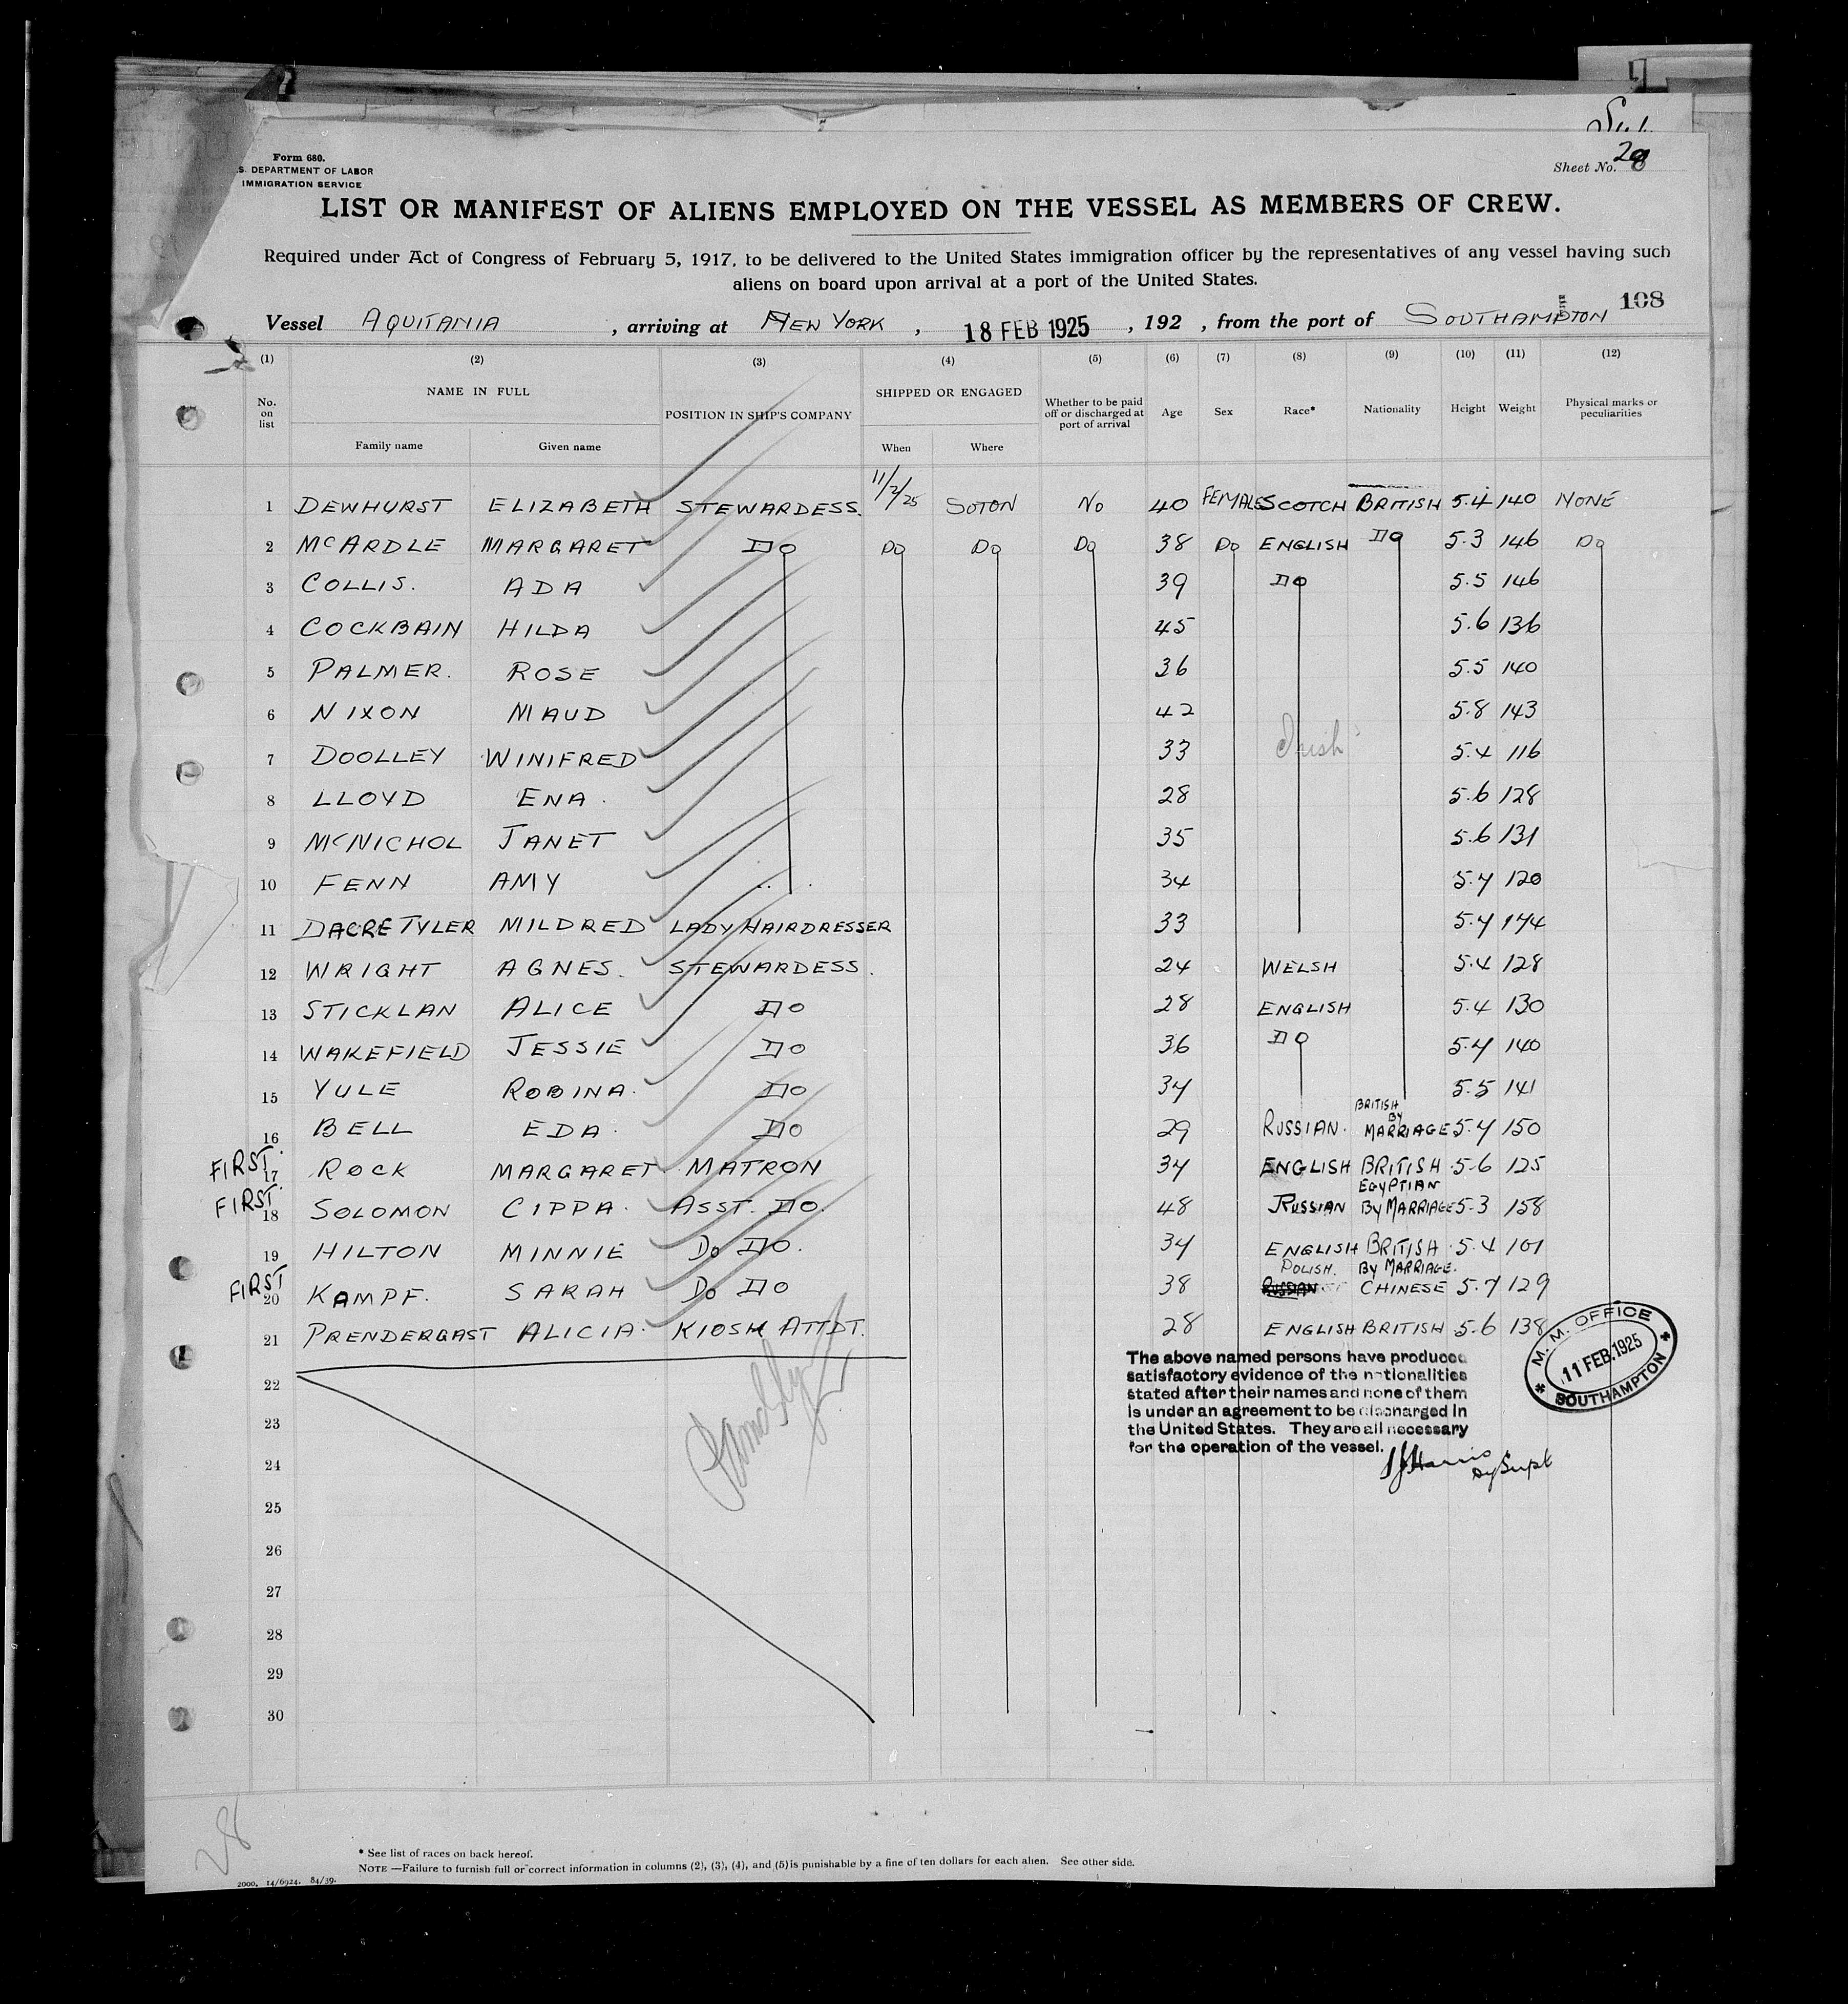 Form 680.
S. DEPARTMENT OF LABOR
IMMIGRATION SERVICE
Sheet No. 28
LIST OR MANIFEST OF ALIENS EMPLOYED ON THE VESSEL AS MEMBERS OF CREW.
Required under Act of Congress of February 5, 1917, to be delivered to the United States immigration officer by the representatives of any vessel having such
aliens on board upon arrival at a port of the United States.
108
Vessel AQUITANIA , arriving at NEW YORK , 18 FEB 1925 , 192 , from the port of SOUTHAMPTON
(1) (2) (3) (4) (5) (6) (7) (8) (9) (10) (11) (12)
No. on list NAME IN FULL POSITION IN SHIP'S COMPANY SHIPPED OR ENGAGED Whether to be paid off or discharged at port of arrival Age Sex Race* Nationality Height Weight Physical marks or peculiarities
Family name Given name When Where
1 DEWHURST ELIZABETH STEWARDESS. 11/2/25 SOTON NO 40 FEMALE SCOTCH BRITISH 5.4 140 NONE
2 McARDLE MARGARET DO DO DO DO 38 DO ENGLISH DO 5.3 146 DO
3 COLLIS. ADA 39 DO 5.5 146
4 COCKBAIN HILDA 45 5.6 136
5 PALMER. ROSE 36 5.5 140
6 NIXON MAUD 42 5.8 143
7 DOOLLEY WINIFRED 33 Irish 5.4 116
8 LLOYD ENA. 28 5.6 128
9 McNICHOL JANET 35 5.6 131
10 FENN AMY 34 5.4 120
11 DACRE TYLER MILDRED LADY HAIRDRESSER 33 5.4 174
12 WRIGHT AGNES. STEWARDESS. 24 WELSH 5.4 128
13 STICKLAN ALICE DO 28 ENGLISH 5.4 130
14 WAKEFIELD JESSIE DO 36 DO 5.4 140
15 YULE ROBINA. DO 34 5.5 141
16 BELL EDA. DO 29 RUSSIAN. BRITISH BY MARRIAGE 5.4 150
FIRST. 17 ROCK MARGARET MATRON 34 ENGLISH BRITISH 5.6 125
FIRST. 18 SOLOMON CIPPA. ASST. DO. 48 RUSSIAN EGYPTIAN By MARRIAGE 5.3 158
19 HILTON MINNIE DO DO. 34 ENGLISH BRITISH 5.4 101
FIRST 20 KAMPF. SARAH DO DO 38 POLISH. RUSSIAN By MARRIAGE. CHINESE 5.7 129
21 PRENDERGAST ALICIA. KIOSK ATTDT. 28 ENGLISH BRITISH 5.6 138
22
23
24
25
26
27
28
29
30
The above named persons have produced
satisfactory evidence of the nationalities
stated after their names and none of them
is under an agreement to be discharged in
the United States. They are all necessary
for the operation of the vessel.
M. M. OFFICE
11 FEB. 1925
SOUTHAMPTON
Harris
Dy Supt
28
* See list of races on back hereof.
NOTE —Failure to furnish full or correct information in columns (2), (3), (4), and (5) is punishable by a fine of ten dollars for each alien. See other side.
2000. 14/6924. 84/39.